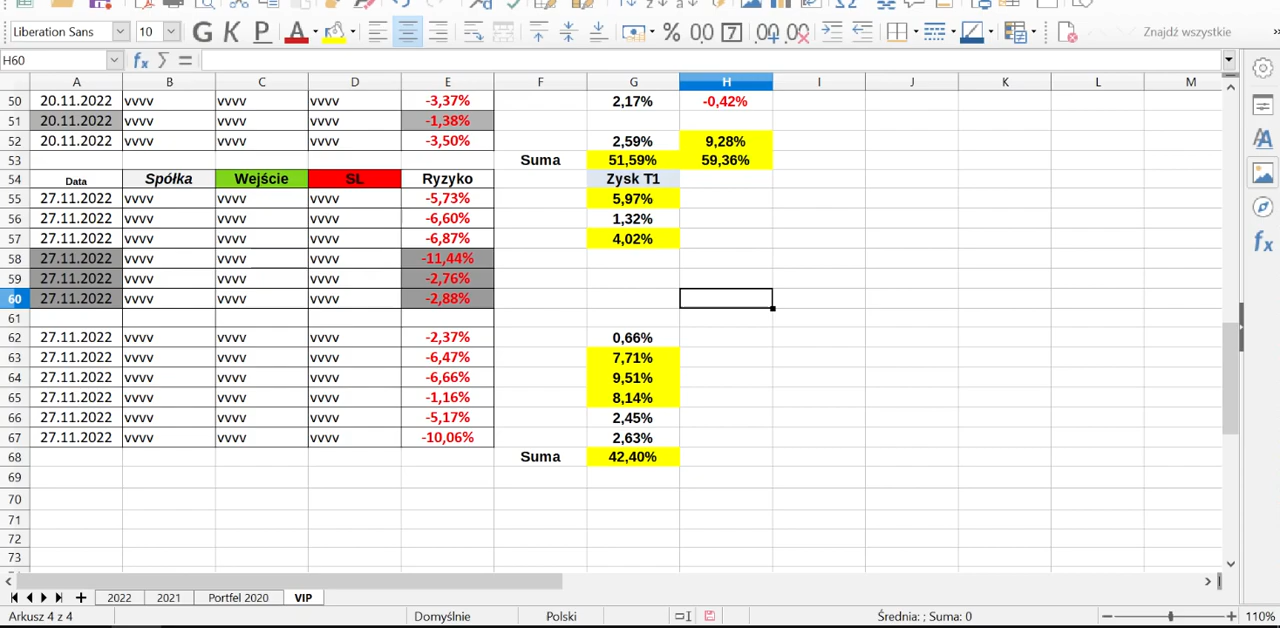 Liberation Sans 10 G K P A % 0,0 7 ,00 0,0 Znajdź wszystkie
H60 fx Σ =
A B C D E F G H I J K L M
50 20.11.2022 vvvv vvvv vvvv -3,37% 2,17% -0,42%
51 20.11.2022 vvvv vvvv vvvv -1,38%
52 20.11.2022 vvvv vvvv vvvv -3,50% 2,59% 9,28%
53 Suma 51,59% 59,36%
54 Data Spółka Wejście SL Ryzyko Zysk T1
55 27.11.2022 vvvv vvvv vvvv -5,73% 5,97%
56 27.11.2022 vvvv vvvv vvvv -6,60% 1,32%
57 27.11.2022 vvvv vvvv vvvv -6,87% 4,02%
58 27.11.2022 vvvv vvvv vvvv -11,44%
59 27.11.2022 vvvv vvvv vvvv -2,76%
60 27.11.2022 vvvv vvvv vvvv -2,88%
61
62 27.11.2022 vvvv vvvv vvvv -2,37% 0,66%
63 27.11.2022 vvvv vvvv vvvv -6,47% 7,71%
64 27.11.2022 vvvv vvvv vvvv -6,66% 9,51%
65 27.11.2022 vvvv vvvv vvvv -1,16% 8,14%
66 27.11.2022 vvvv vvvv vvvv -5,17% 2,45%
67 27.11.2022 vvvv vvvv vvvv -10,06% 2,63%
68 Suma 42,40%
69
70
71
72
73
2022 2021 Portfel 2020 VIP
Arkusz 4 z 4 Domyślnie Polski Średnia: ; Suma: 0 110%